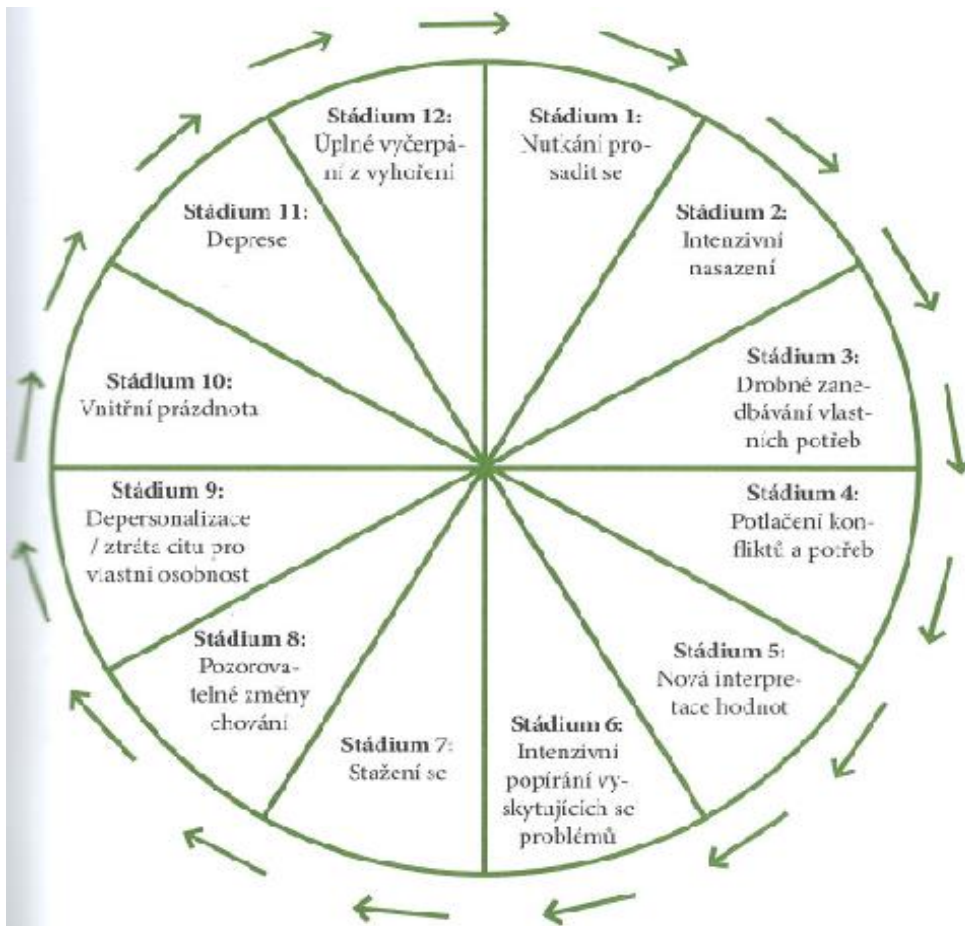 Stádium 1:
Nutkání pro-
sadit se
Stádium 2:
Intenzivní
nasazení
Stádium 3:
Drobné zane-
dbávání vlast-
ních potřeb
Stádium 4:
Potlačení kon-
fliktů a potřeb
Stádium 5:
Nová interpre-
tace hodnot
Stádium 6:
Intenzivní
popírání vy-
skytujících se
problémů
Stádium 7:
Stažení se
Stádium 8:
Pozorova-
telné změny
chování
Stádium 9:
Depersonalizace
/ ztráta citu pro
vlastní osobnost
Stádium 10:
Vnitřní prázdnota
Stádium 11:
Deprese
Stádium 12:
Úplné vyčerpá-
ní z vyhoření